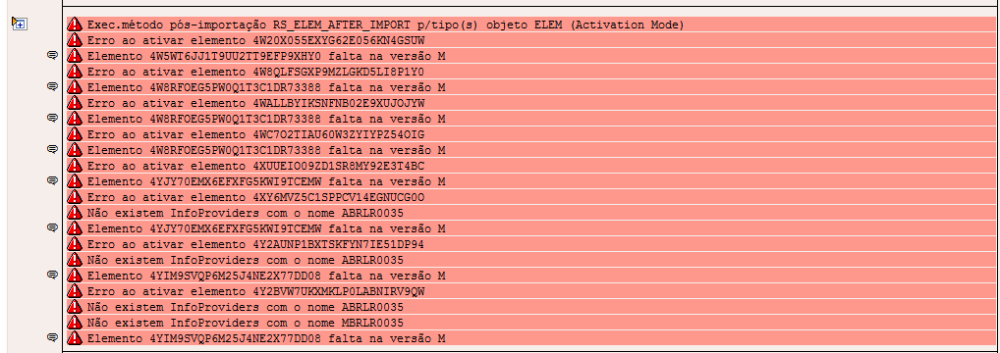 Exec.método pós-importação RS_ELEM_AFTER_IMPORT p/tipo(s) objeto ELEM (Activation Mode)
Erro ao ativar elemento 4W20X055EXYG62E056KN4GSUW
Elemento 4W5WT6JJ1T9UU2TT9EFP9XHY0 falta na versão M
Erro ao ativar elemento 4W8QLFSGXP9MZLGKD5LI8P1Y0
Elemento 4W8RFOEG5PW0Q1T3C1DR73388 falta na versão M
Erro ao ativar elemento 4WALLBYIKSNFNB02E9XUJOJYW
Elemento 4W8RFOEG5PW0Q1T3C1DR73388 falta na versão M
Erro ao ativar elemento 4WC7O2TIAU60W3ZYIYPZ54OIG
Elemento 4W8RFOEG5PW0Q1T3C1DR73388 falta na versão M
Erro ao ativar elemento 4XUUEIO09ZD1SR8MY92E3T4BC
Elemento 4YJY70EMX6EFXFG5KWI9TCEMW falta na versão M
Erro ao ativar elemento 4XY6MVZ5C1SPPCV14EGNUCG0O
Não existem InfoProviders com o nome ABRLR0035
Elemento 4YJY70EMX6EFXFG5KWI9TCEMW falta na versão M
Erro ao ativar elemento 4Y2AUNP1BXTSKFYN7IE51DP94
Não existem InfoProviders com o nome ABRLR0035
Elemento 4YIM9SVQP6M25J4NE2X77DD08 falta na versão M
Erro ao ativar elemento 4Y2BVW7UKXMKLP0LABNIRV9QW
Não existem InfoProviders com o nome ABRLR0035
Não existem InfoProviders com o nome MBRLR0035
Elemento 4YIM9SVQP6M25J4NE2X77DD08 falta na versão M